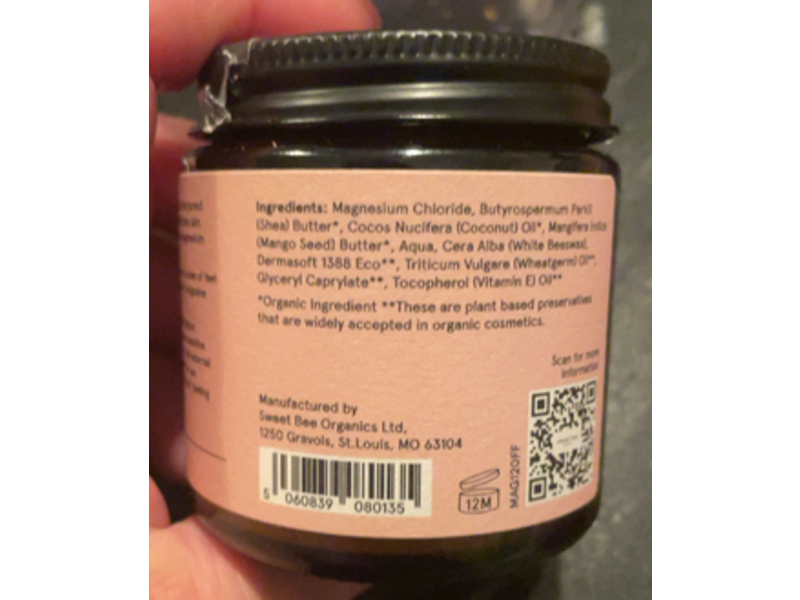 Ingredients: Magnesium Chloride, Butyrospermum Parkii
(Shea) Butter*, Cocos Nucifera (Coconut) Oil*, Mangifera Indica
(Mango Seed) Butter*, Aqua, Cera Alba (White Beeswax),
Dermasoft 1388 Eco**, Triticum Vulgare (Wheatgerm) Oil**,
Glyceryl Caprylate**, Tocopherol (Vitamin E) Oil**
*Organic Ingredient **These are plant based preservatives
that are widely accepted in organic cosmetics.
Scan for more
information
Manufactured by
Sweet Bee Organics Ltd,
1250 Gravois, St.Louis, MO 63104
5 060839 080135
12M
MAG120FF